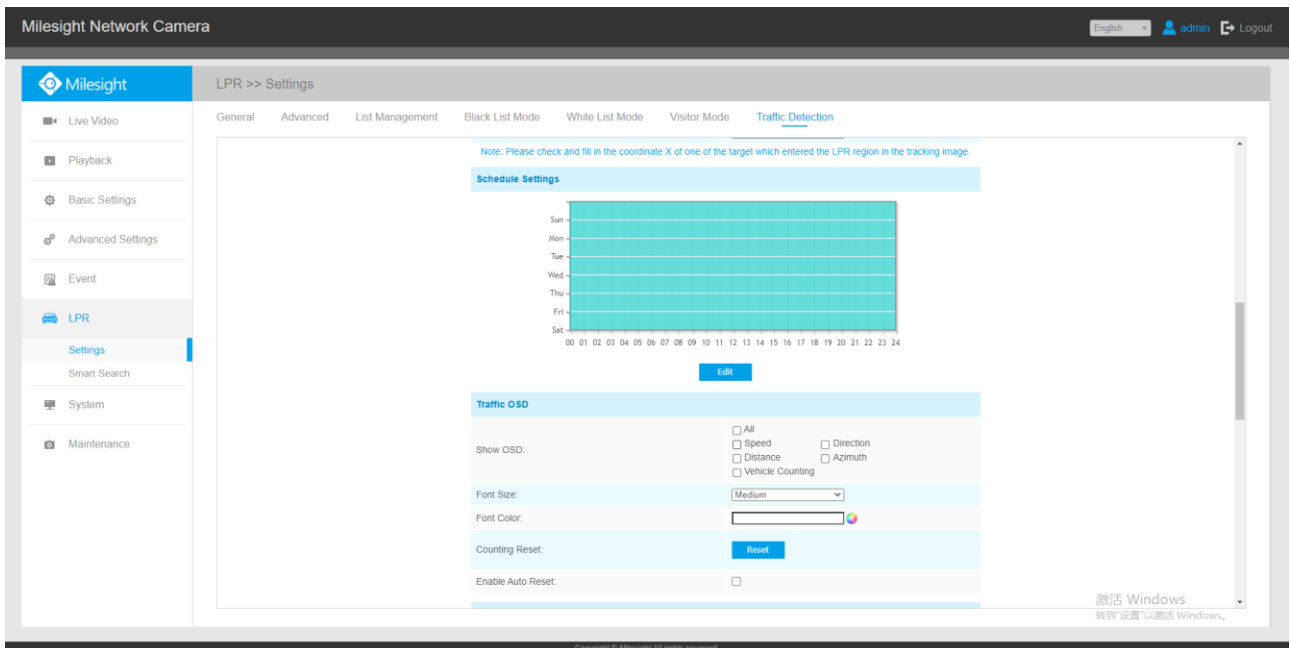 Milesight Network Camera
English admin Logout
Milesight
LPR >> Settings
Live Video
Playback
Basic Settings
Advanced Settings
Event
LPR
Settings
Smart Search
System
Maintenance
General Advanced List Management Black List Mode White List Mode Visitor Mode Traffic Detection
Note: Please check and fill in the coordinate X of one of the target which entered the LPR region in the tracking image.
Schedule Settings
Sun
Mon
Tue
Wed
Thu
Fri
Sat
00 01 02 03 04 05 06 07 08 09 10 11 12 13 14 15 16 17 18 19 20 21 22 23 24
Edit
Traffic OSD
Show OSD:
All
Speed Direction
Distance Azimuth
Vehicle Counting
Font Size: Medium
Font Color:
Counting Reset: Reset
Enable Auto Reset:
激活 Windows
转到"设置"以激活 Windows。
Copyright © Milesight All rights reserved